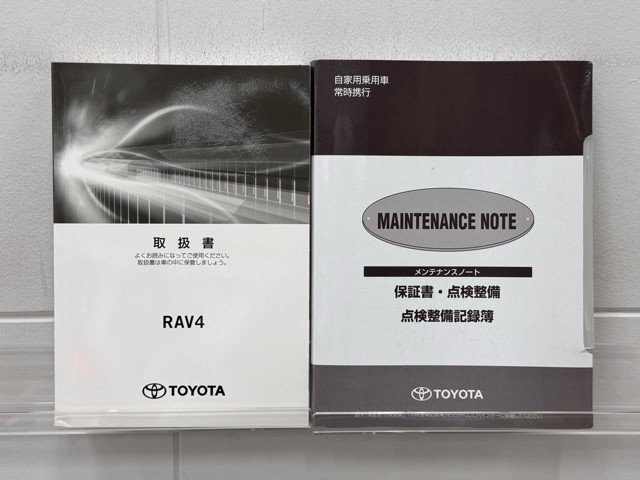 取扱書
よくお読みになってご使用ください。
取扱書は車の中に保管しましょう。
RAV4
TOYOTA
自家用乗用車
常時携行
MAINTENANCE NOTE
メンテナンスノート
保証書・点検整備
点検整備記録簿
TOYOTA